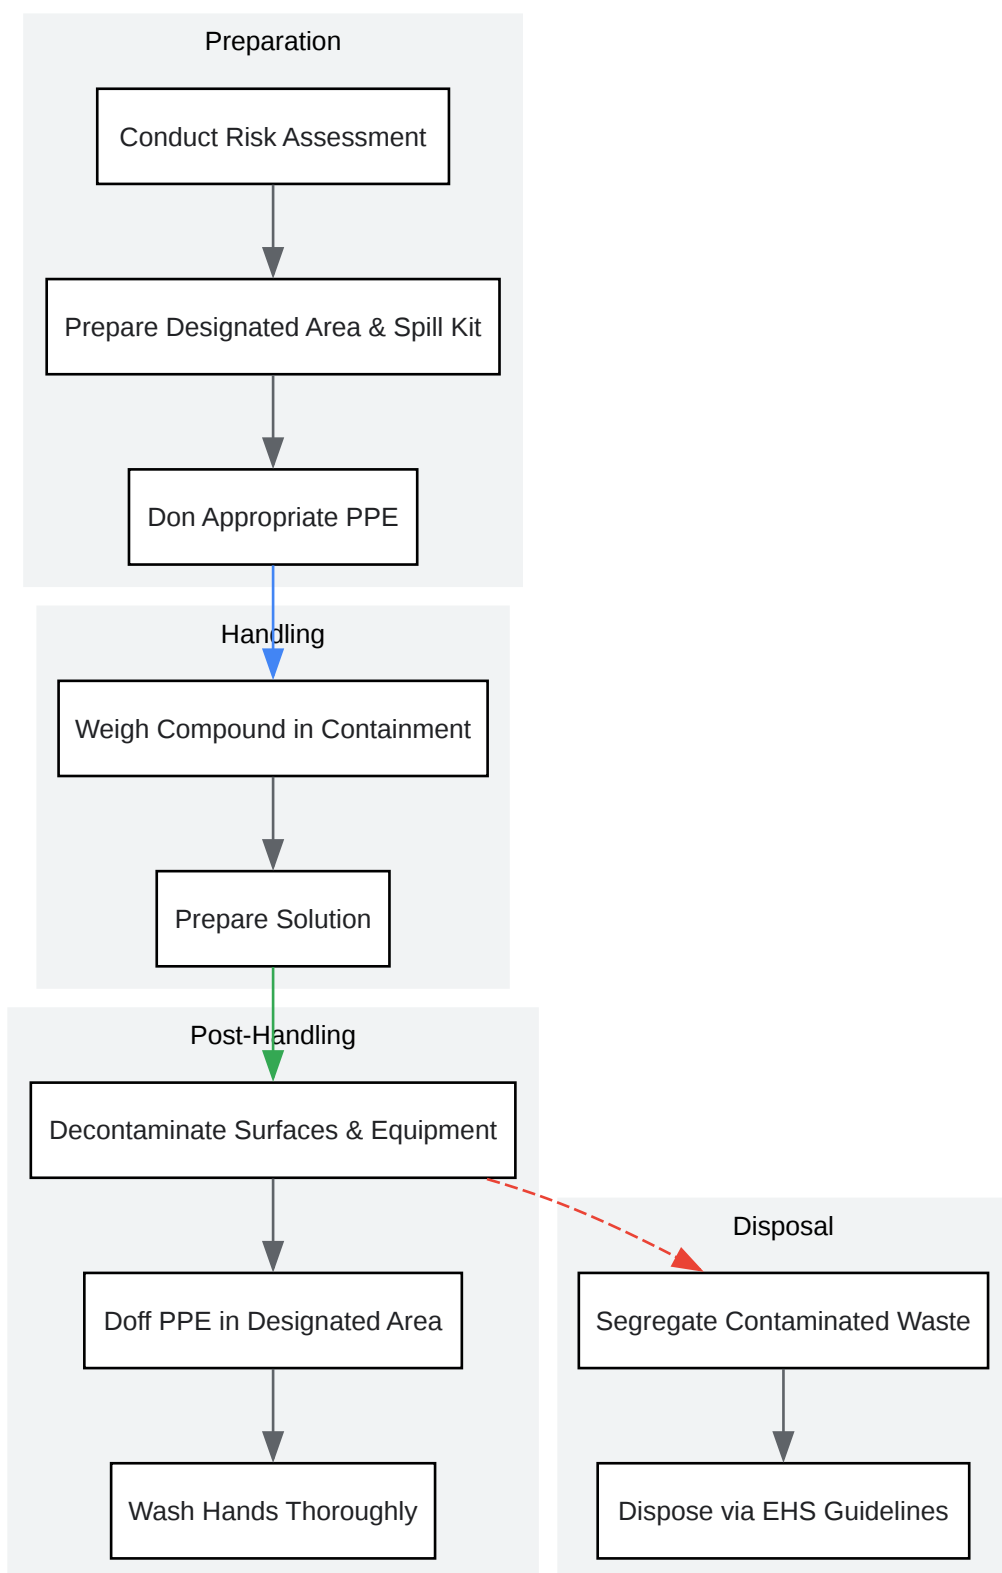 Preparation
Conduct Risk Assessment
Prepare Designated Area & Spill Kit
Don Appropriate PPE
Handling
Weigh Compound in Containment
Prepare Solution
Post-Handling
Decontaminate Surfaces & Equipment
Doff PPE in Designated Area
Wash Hands Thoroughly
Disposal
Segregate Contaminated Waste
Dispose via EHS Guidelines